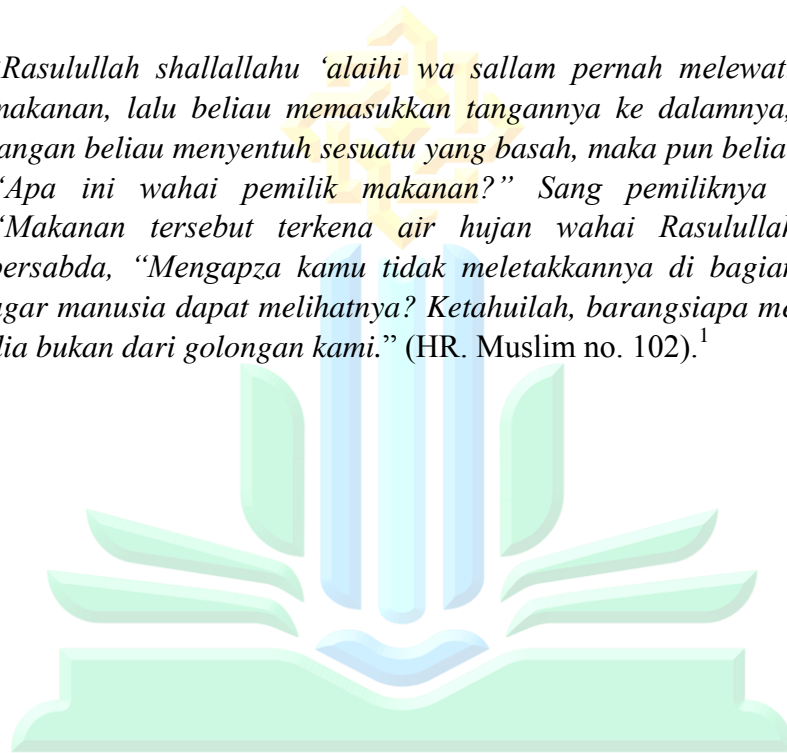 Rasulullah shallallahu ‘alaihi wa sallam pernah melewat
makanan, lalu beliau memasukkan tangannya ke dalamnya,
tangan beliau menyentuh sesuatu yang basah, maka pun belia
“Apa ini wahai pemilik makanan?” Sang pemiliknya
“Makanan tersebut terkena air hujan wahai Rasulullah
bersabda, “Mengapza kamu tidak meletakkannya di bagian
agar manusia dapat melihatnya? Ketahuilah, barangsiapa me
dia bukan dari golongan kami.” (HR. Muslim no. 102).1